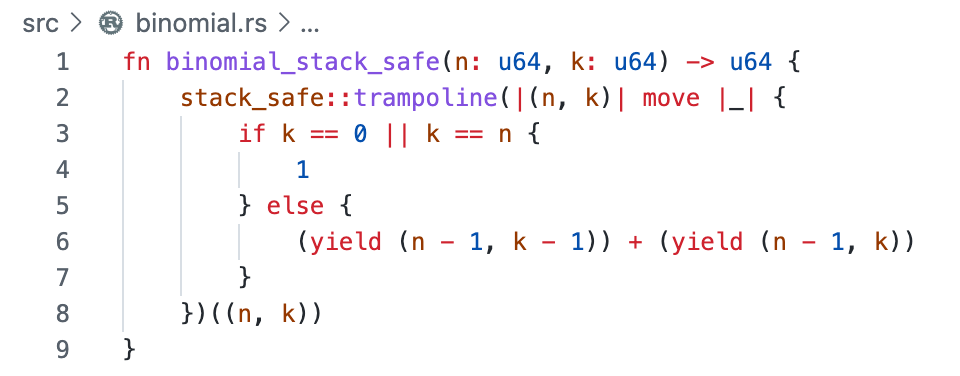 src > binomial.rs > ...
1 fn binomial_stack_safe(n: u64, k: u64) -> u64 {
2     stack_safe::trampoline(|(n, k)| move |_| {
3         if k == 0 || k == n {
4             1
5         } else {
6             (yield (n - 1, k - 1)) + (yield (n - 1, k))
7         }
8     })((n, k))
9 }